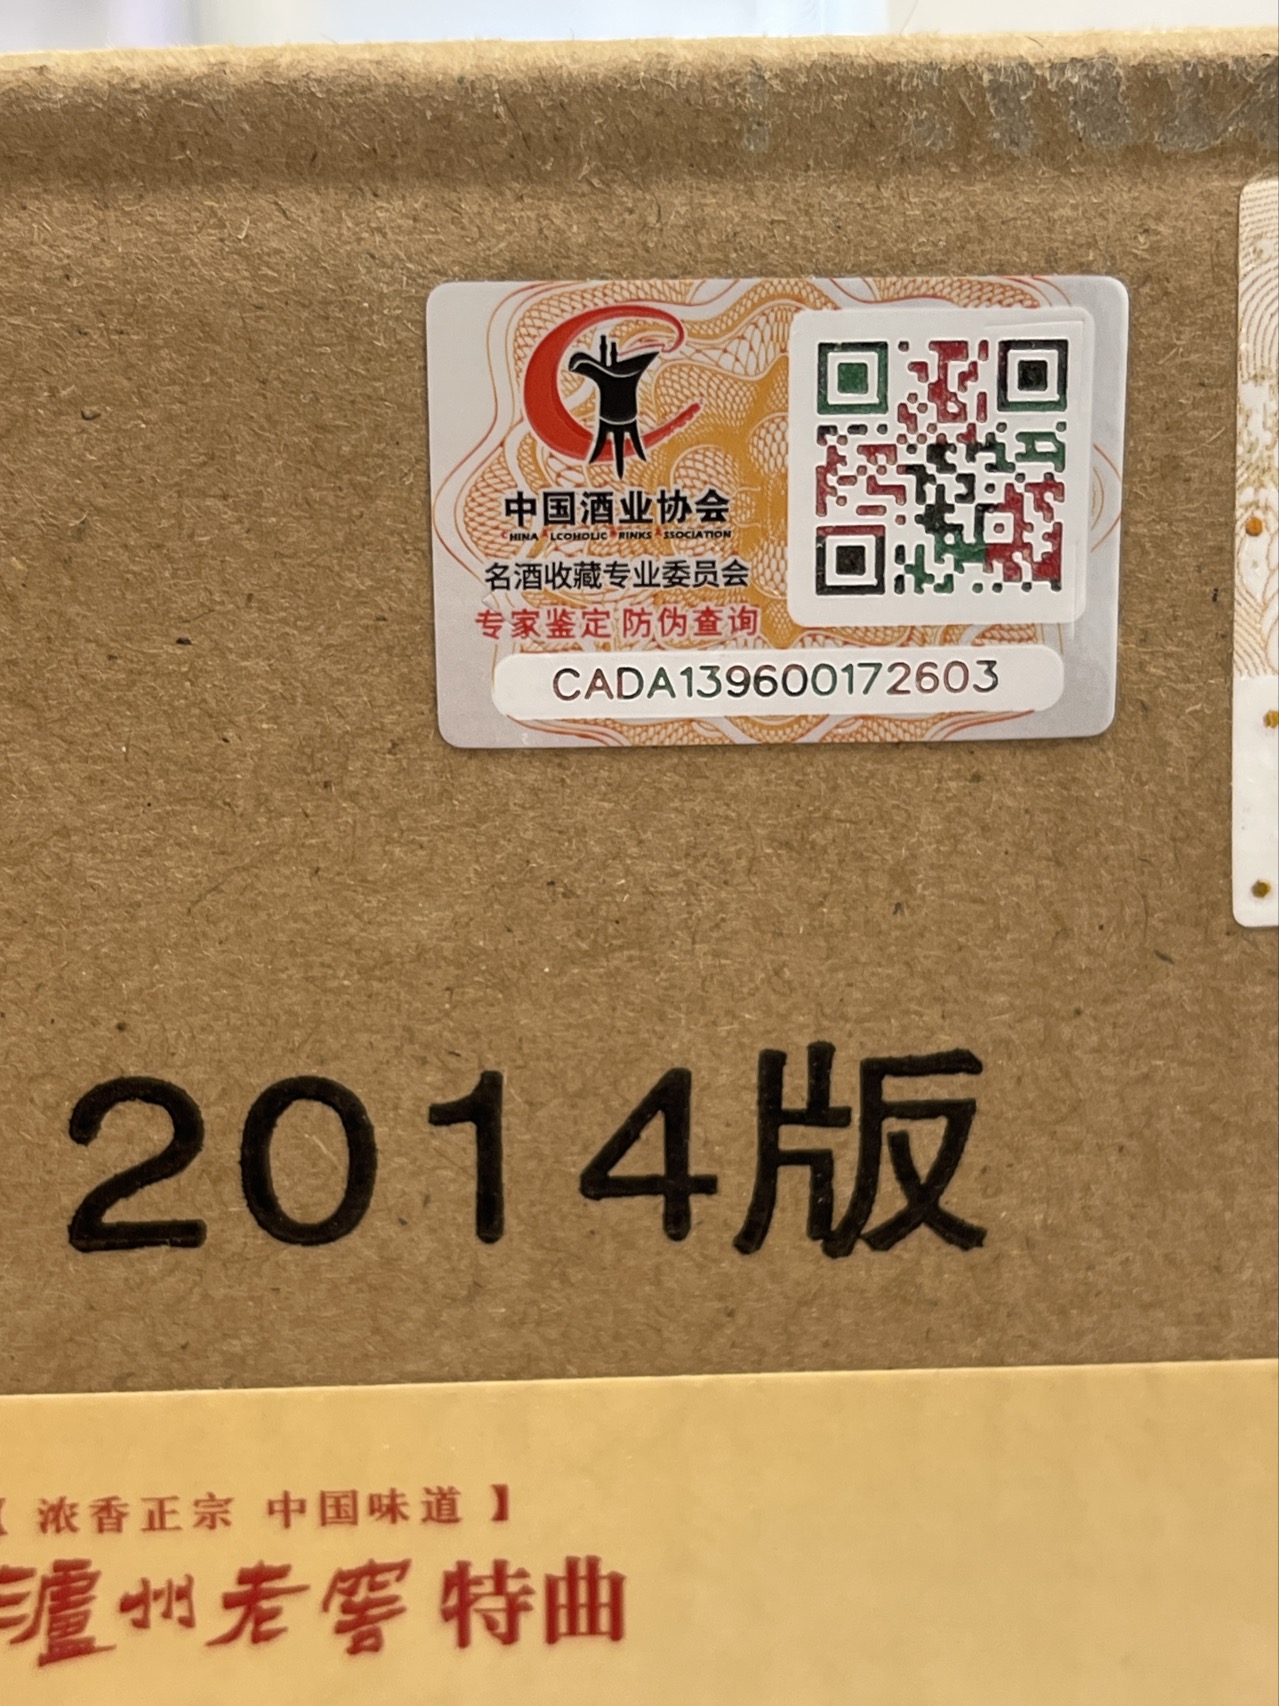 中国酒业协会
CHINA ALCOHOLIC DRINKS ASSOCIATION
名酒收藏专业委员会
专家鉴定 防伪查询
CADA139600172603
2014版
【 浓香正宗 中国味道 】
泸州老窖 特曲